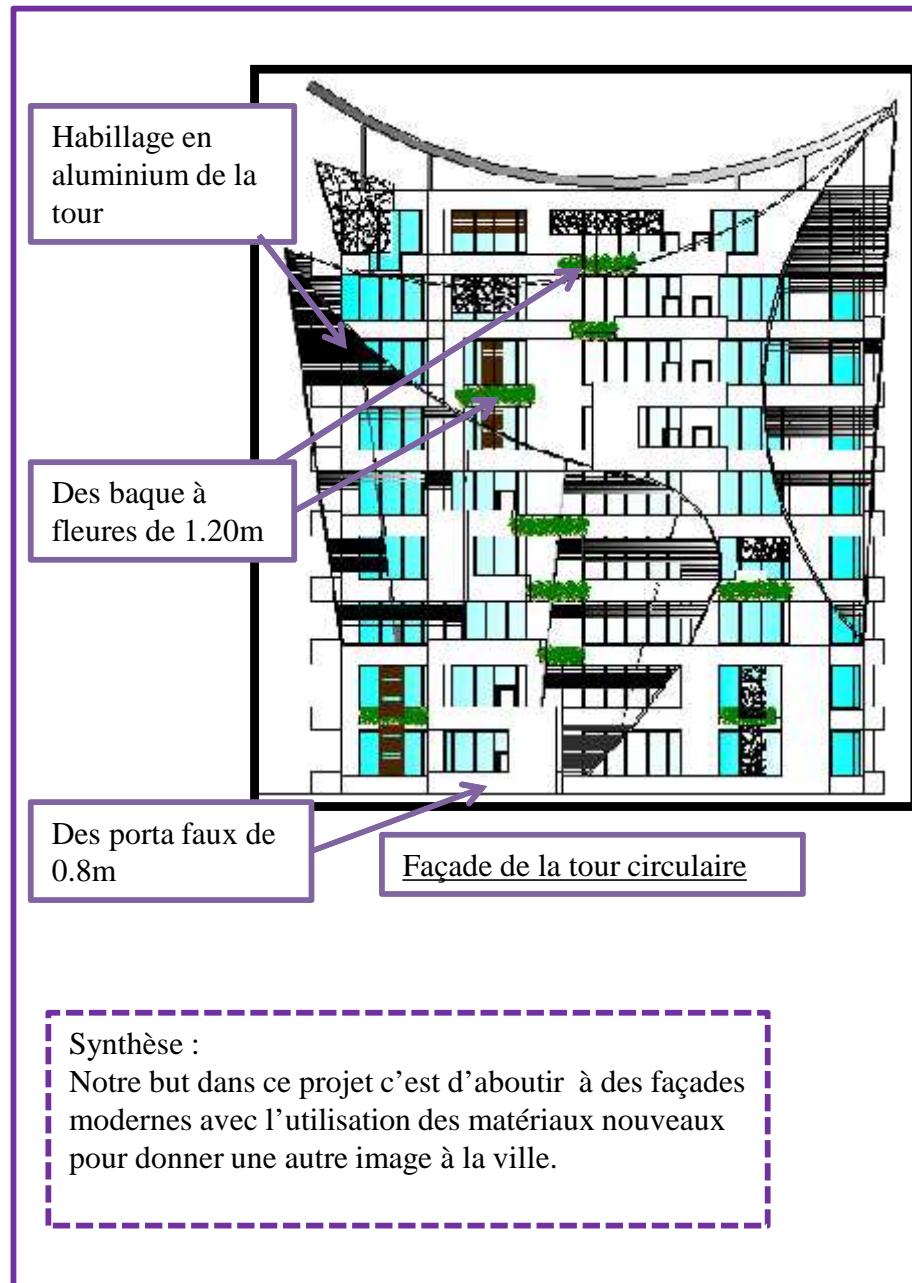 Habillage en
aluminium de la
tour
Des baque à
fleures de 1.20m
Des porta faux de
0.8m
Façade de la tour circulaire
Synthèse :
Notre but dans ce projet c’est d’aboutir à des façades
modernes avec l’utilisation des matériaux nouveaux
pour donner une autre image à la ville.